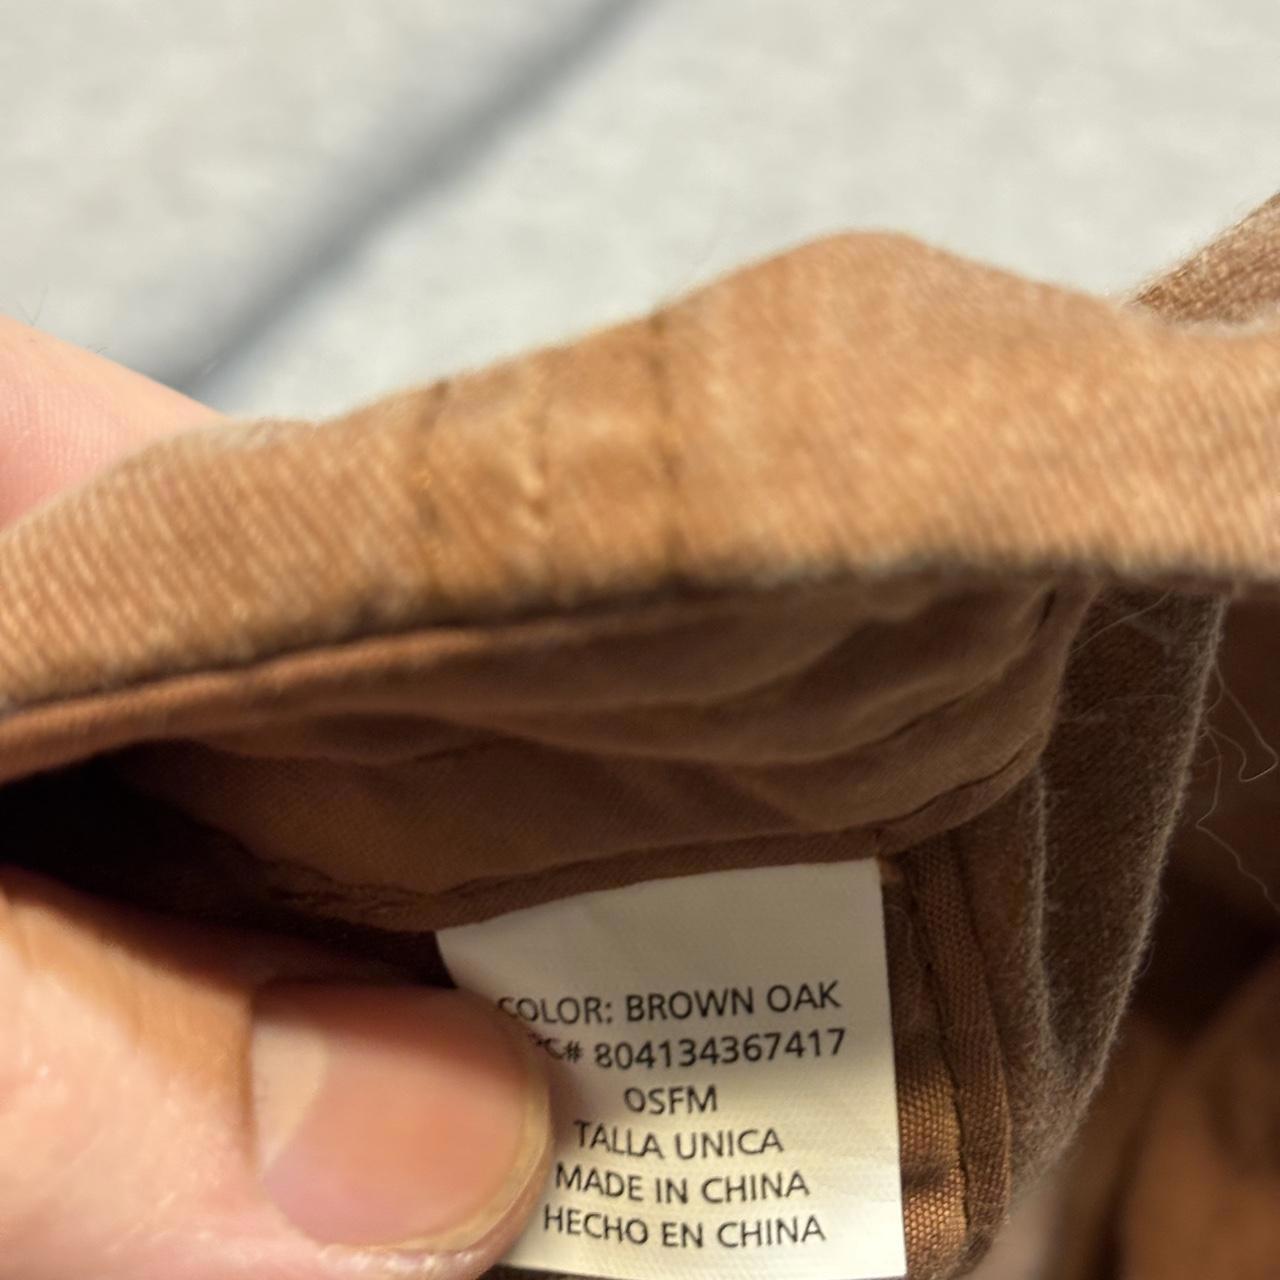 COLOR: BROWN OAK
804134367417
OSFM
TALLA UNICA
MADE IN CHINA
HECHO EN CHINA